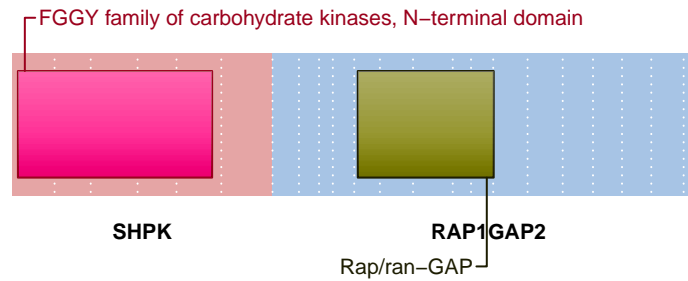 FGGY family of carbohydrate kinases, N−terminal domain
SHPK
RAP1GAP2
Rap/ran−GAP